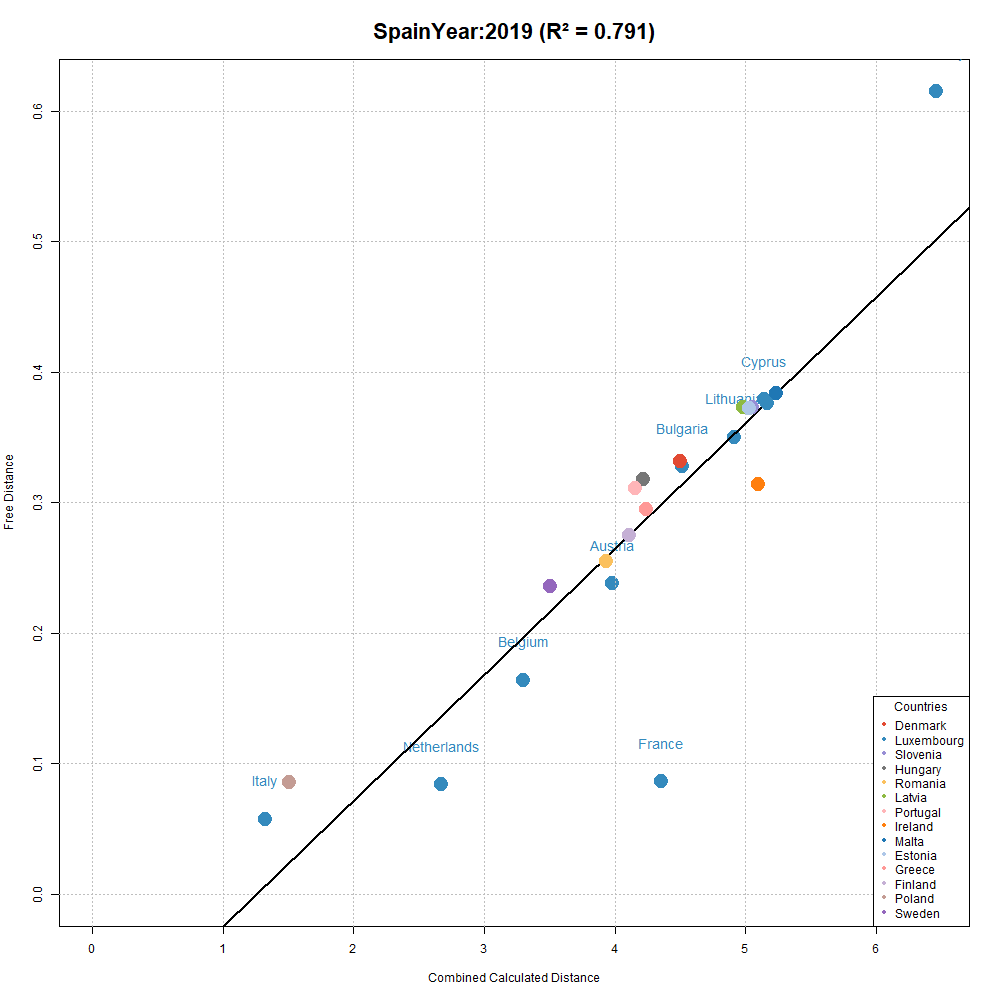 SpainYear:2019 (R² = 0.791)
Free Distance
0.6
0.5
0.4
0.3
0.2
0.1
0.0
Cyprus
Lithuania
Bulgaria
Austria
Belgium
Netherlands
France
Italy
Countries
Denmark
Luxembourg
Slovenia
Hungary
Romania
Latvia
Portugal
Ireland
Malta
Estonia
Greece
Finland
Poland
Sweden
0 1 2 3 4 5 6
Combined Calculated Distance